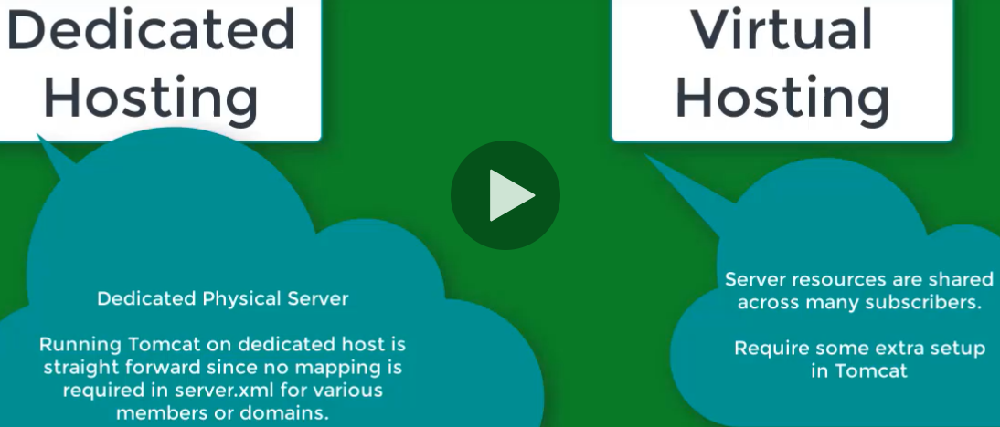 Dedicated
Hosting
Virtual
Hosting
Dedicated Physical Server
Running Tomcat on dedicated host is
straight forward since no mapping is
required in server.xml for various
members or domains.
Server resources are shared
across many subscribers.
Require some extra setup
in Tomcat